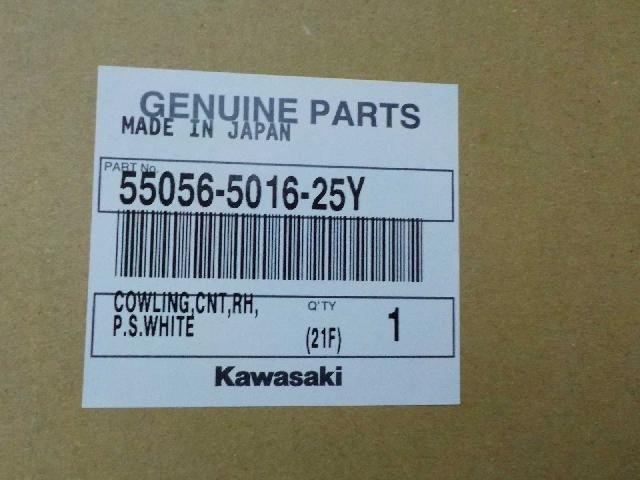 GENUINE PARTS
MADE IN JAPAN
PART No.
55056-5016-25Y
COWLING,CNT,RH,
P.S.WHITE
Q'TY
(21F)
1
Kawasaki